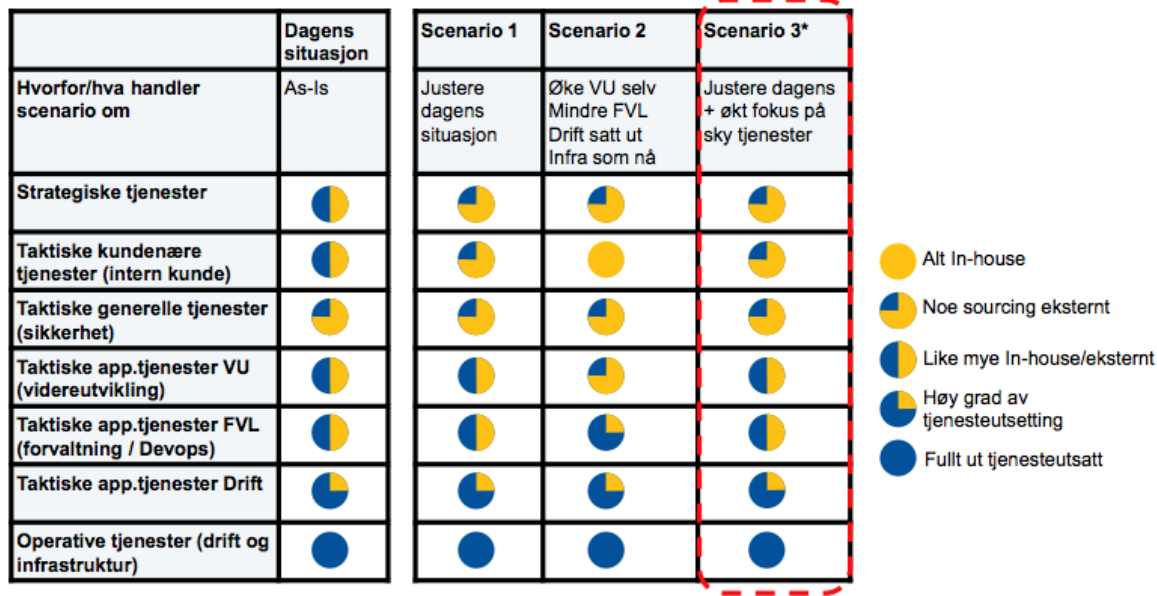 Dagens
situasjon
Scenario 1
Scenario 2
Scenario 3*
Hvorfor/hva handler
scenario om
As-Is
Justere
dagens
situasjon
Øke VU selv
Mindre FVL
Drift satt ut
Infra som nå
Justere dagens
+ økt fokus på
sky tjenester
Strategiske tjenester
Taktiske kundenære
tjenester (intern kunde)
Taktiske generelle tjenester
(sikkerhet)
Taktiske app.tjenester VU
(videreutvikling)
Taktiske app.tjenester FVL
(forvaltning / Devops)
Taktiske app.tjenester Drift
Operative tjenester (drift og
infrastruktur)
Alt In-house
Noe sourcing eksternt
Like mye In-house/eksternt
Høy grad av
tjenesteutsetting
Fullt ut tjenesteutsatt